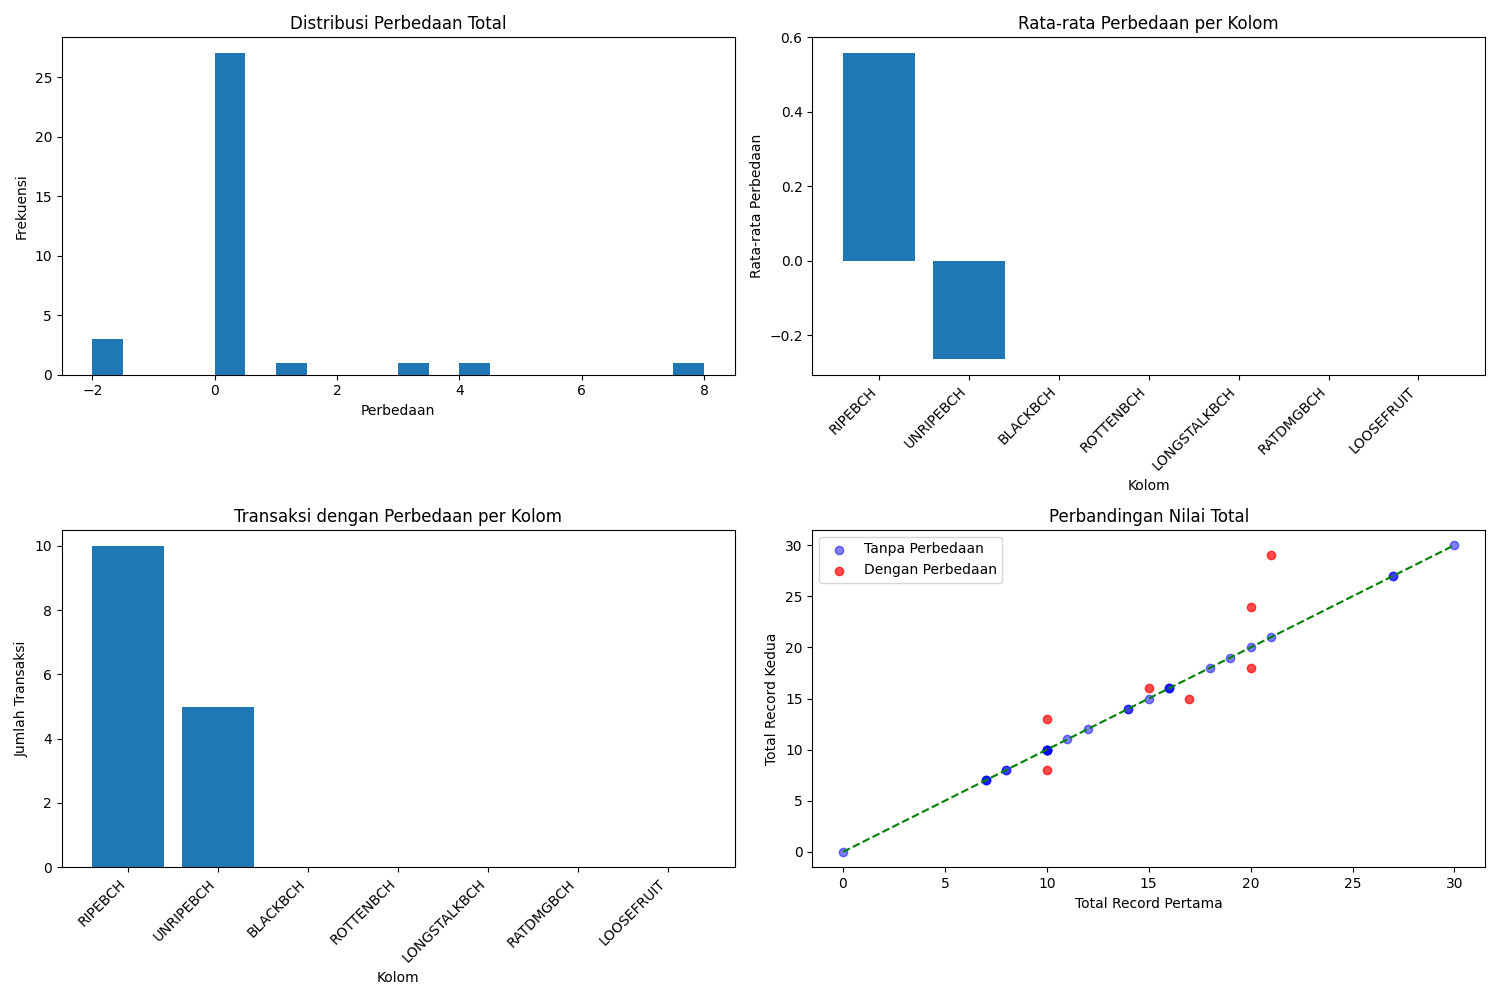 Distribusi Perbedaan Total
Frekuensi
25
20
15
10
5
0
−2
0
2
4
6
8
Perbedaan
Rata-rata Perbedaan per Kolom
Rata-rata Perbedaan
0.6
0.4
0.2
0.0
−0.2
RIPEBCH
UNRIPEBCH
BLACKBCH
ROTTENBCH
LONGSTALKBCH
RATDMGBCH
LOOSEFRUIT
Kolom
Transaksi dengan Perbedaan per Kolom
Jumlah Transaksi
10
8
6
4
2
0
RIPEBCH
UNRIPEBCH
BLACKBCH
ROTTENBCH
LONGSTALKBCH
RATDMGBCH
LOOSEFRUIT
Kolom
Perbandingan Nilai Total
Tanpa Perbedaan
Dengan Perbedaan
Total Record Kedua
30
25
20
15
10
5
0
0
5
10
15
20
25
30
Total Record Pertama